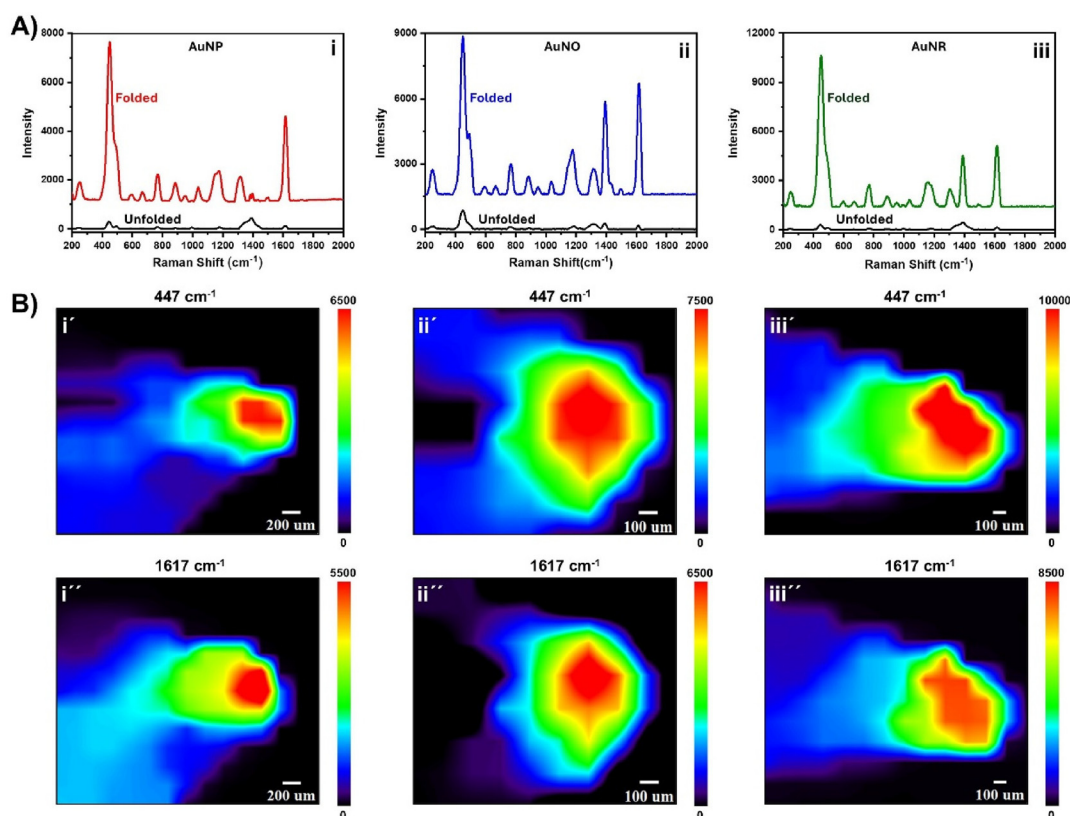 A)
AuNP
i
Folded
Unfolded
Intensity
8000
6000
4000
2000
0
200 400 600 800 1000 1200 1400 1600 1800 2000
Raman Shift (cm⁻¹)
AuNO
ii
Folded
Unfolded
Intensity
9000
6000
3000
0
200 400 600 800 1000 1200 1400 1600 1800 2000
Raman Shift(cm⁻¹)
AuNR
iii
Folded
Unfolded
Intensity
12000
9000
6000
3000
0
200 400 600 800 1000 1200 1400 1600 1800 2000
Raman Shift (cm⁻¹)
B)
447 cm⁻¹
i´
6500
0
200 um
447 cm⁻¹
ii´
7500
0
100 um
447 cm⁻¹
iii´
10000
0
100 um
1617 cm⁻¹
i´´
5500
0
200 um
1617 cm⁻¹
ii´´
6500
0
100 um
1617 cm⁻¹
iii´´
8500
0
100 um